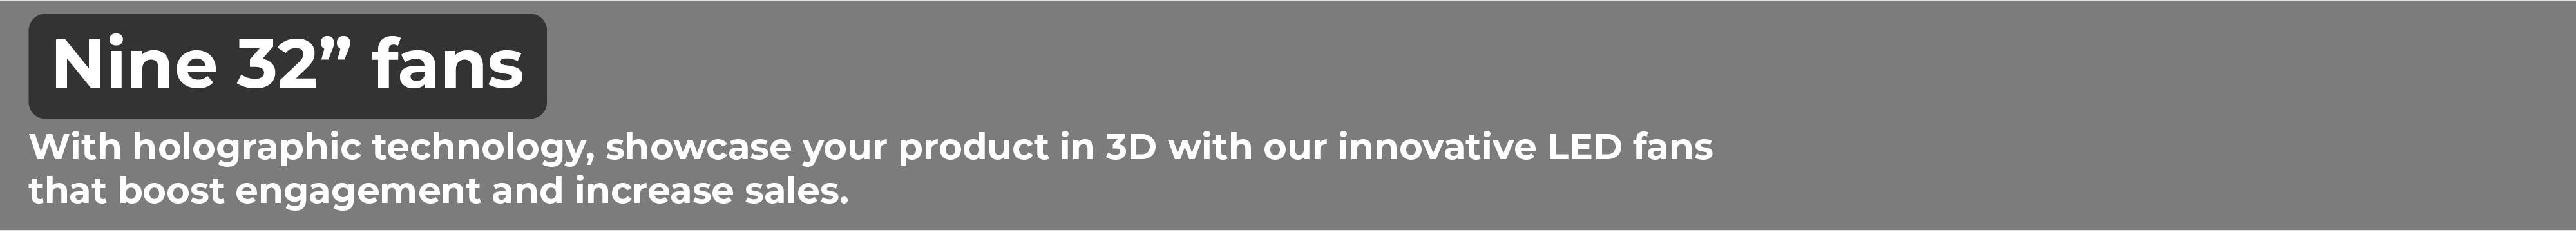 Nine 32” fans
With holographic technology, showcase your product in 3D with our innovative LED fans
that boost engagement and increase sales.